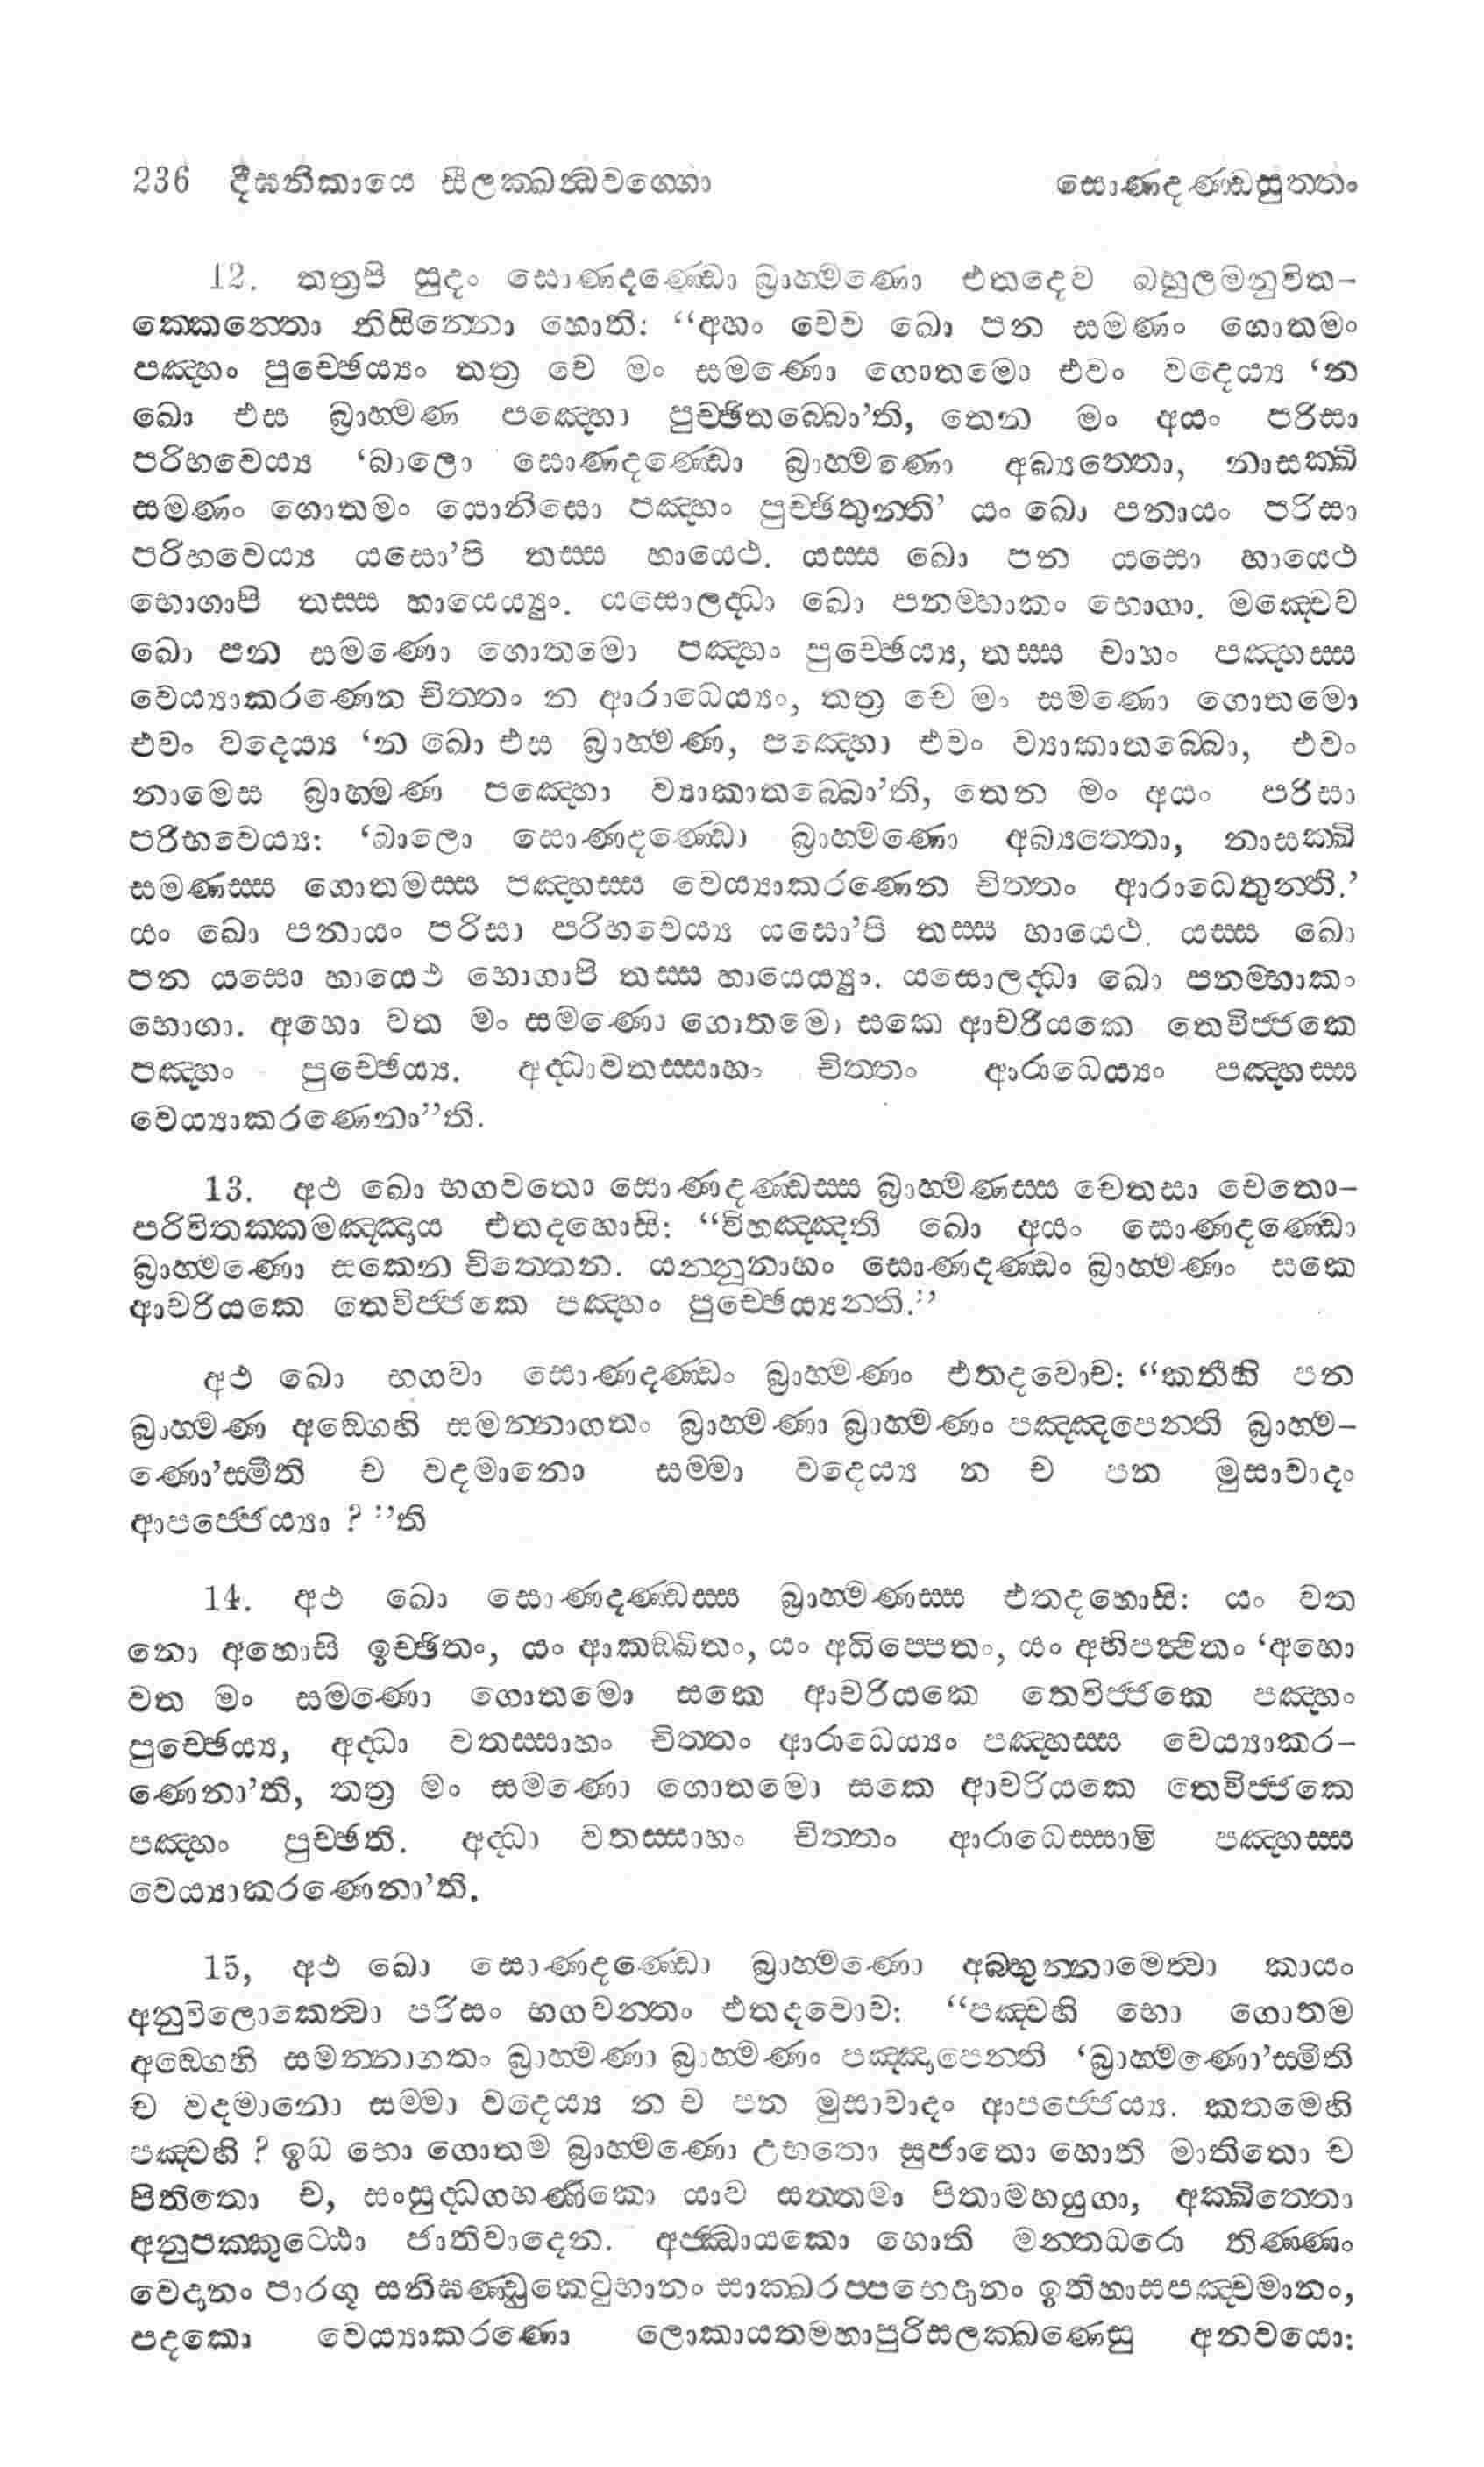 236 දීඝනිකායෙ සීලක්ඛන්ධවග්ගො සොණදණ්ඩසුත්තං
12. තත්‍රපි සුදං සොණදණ්ඩො බ්‍රාහ්මණො එතදෙව බහුලමනුවිත-
ක්කෙන්තො නිසින්නො හොති: “අහං චෙව ඛො පන සමණං ගොතමං
පඤ්හං පුච්ඡෙය්‍යං තත්‍ර චෙ මං සමණො ගොතමො එවං වදෙය්‍ය ‘න
ඛො එස බ්‍රාහ්මණ පඤ්හො පුච්ඡිතබ්බො’ති, තෙන මං අයං පරිසා
පරිභවෙය්‍ය ‘බාලො සොණදණ්ඩො බ්‍රාහ්මණො අබ්‍යත්තො, නාසක්ඛි
සමණං ගොතමං යොනිසො පඤ්හං පුච්ඡිතුන්ති’ යං ඛො පනායං පරිසා
පරිභවෙය්‍ය යසො’පි තස්ස හායෙථ. යස්ස ඛො පන යසො හායෙථ
භොගාපි තස්ස හායෙය්‍යුං. යසොලද්ධා ඛො පනම්හාකං භොගා. මඤ්චෙව
ඛො පන සමණො ගොතමො පඤ්හං පුච්ඡෙය්‍ය, තස්ස චාහං පඤ්හස්ස
වෙය්‍යාකරණෙන චිත්තං න ආරාධෙය්‍යං, තත්‍ර චෙ මං සමණො ගොතමො
එවං වදෙය්‍ය ‘න ඛො එස බ්‍රාහ්මණ, පඤ්හො එවං ව්‍යාකාතබ්බො, එවං
නාමෙස බ්‍රාහ්මණ පඤ්හො ව්‍යාකාතබ්බො’ති, තෙන මං අයං පරිසා
පරිභවෙය්‍ය: ‘බාලො සොණදණ්ඩො බ්‍රාහ්මණො අබ්‍යත්තො, නාසක්ඛි
සමණස්ස ගොතමස්ස පඤ්හස්ස වෙය්‍යාකරණෙන චිත්තං ආරාධෙතුන්ති.’
යං ඛො පනායං පරිසා පරිභවෙය්‍ය යසො’පි තස්ස හායෙථ. යස්ස ඛො
පන යසො හායෙථ භොගාපි තස්ස හායෙය්‍යුං. යසොලද්ධා ඛො පනම්හාකං
භොගා. අහො වත මං සමණො ගොතමො සකෙ ආචරියකෙ තෙවිජ්ජකෙ
පඤ්හං පුච්ඡෙය්‍ය. අද්ධාවතස්සාහං චිත්තං ආරාධෙය්‍යං පඤ්හස්ස
වෙය්‍යාකරණෙනා”ති.
13. අථ ඛො භගවතො සොණදණ්ඩස්ස බ්‍රාහ්මණස්ස චෙතසා චෙතො-
පරිවිතක්කමඤ්ඤාය එතදහොසි: “විහඤ්ඤති ඛො අයං සොණදණ්ඩො
බ්‍රාහ්මණො සකෙන චිත්තෙන. යන්නූනාහං සොණදණ්ඩං බ්‍රාහ්මණං සකෙ
ආචරියකෙ තෙවිජ්ජකෙ පඤ්හං පුච්ඡෙය්‍යන්ති.”
අථ ඛො භගවා සොණදණ්ඩං බ්‍රාහ්මණං එතදවොච: “කතීහි පන
බ්‍රාහ්මණ අඞ්ගෙහි සමන්නාගතං බ්‍රාහ්මණා බ්‍රාහ්මණං පඤ්ඤපෙන්ති බ්‍රාහ්ම-
ණො’ස්මීති ච වදමානො සම්මා වදෙය්‍ය න ච පන මුසාවාදං
ආපජ්ජෙය්‍යා ? ”ති
14. අථ ඛො සොණදණ්ඩස්ස බ්‍රාහ්මණස්ස එතදහොසි: යං වත
නො අහොසි ඉච්ඡිතං, යං ආකඞ්ඛිතං, යං අධිප්පෙතං, යං අභිපත්ථිතං ‘අහො
වත මං සමණො ගොතමො සකෙ ආචරියකෙ තෙවිජ්ජකෙ පඤ්හං
පුච්ඡෙය්‍ය, අද්ධා වතස්සාහං චිත්තං ආරාධෙය්‍යං පඤ්හස්ස වෙය්‍යාකර-
ණෙනා’ති, තත්‍ර මං සමණො ගොතමො සකෙ ආචරියකෙ තෙවිජ්ජකෙ
පඤ්හං පුච්ඡති. අද්ධා වතස්සාහං චිත්තං ආරාධෙස්සාමි පඤ්හස්ස
වෙය්‍යාකරණෙනා’ති.
15, අථ ඛො සොණදණ්ඩො බ්‍රාහ්මණො අබ්භුන්නාමෙත්‍වා කායං
අනුවිලොකෙත්‍වා පරිසං භගවන්තං එතදවොච: “පඤ්චහි භො ගොතම
අඞ්ගෙහි සමන්නාගතං බ්‍රාහ්මණා බ්‍රාහ්මණං පඤ්ඤාපෙන්ති ‘බ්‍රාහ්මණො’ස්මීති
ච වදමානො සම්මා වදෙය්‍ය න ච පන මුසාවාදං ආපජ්ජෙය්‍ය. කතමෙහි
පඤ්චහි ? ඉධ භො ගොතම බ්‍රාහ්මණො උභතො සුජාතො හොති මාතිතො ච
පිතිතො ච, සංසුද්ධගහණිකො යාව සත්තමා පිතාමහයුගා, අක්ඛිත්තො
අනුපක්කුට්ඨො ජාතිවාදෙන. අජ්ඣායකො හොති මන්තධරො තිණ්ණං
වෙදානං පාරගූ සනිඝණ්ඩුකෙටුභානං සාක්ඛරප්පභෙදානං ඉතිහාසපඤ්චමානං,
පදකො වෙය්‍යාකරණො ලොකායතමහාපුරිසලක්ඛණෙසු අනවයො: